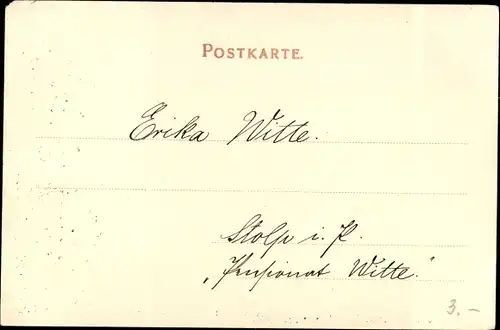 POSTKARTE.
Erika Witte.
Stolp i. P.
„Pensionat Witte."
3.-